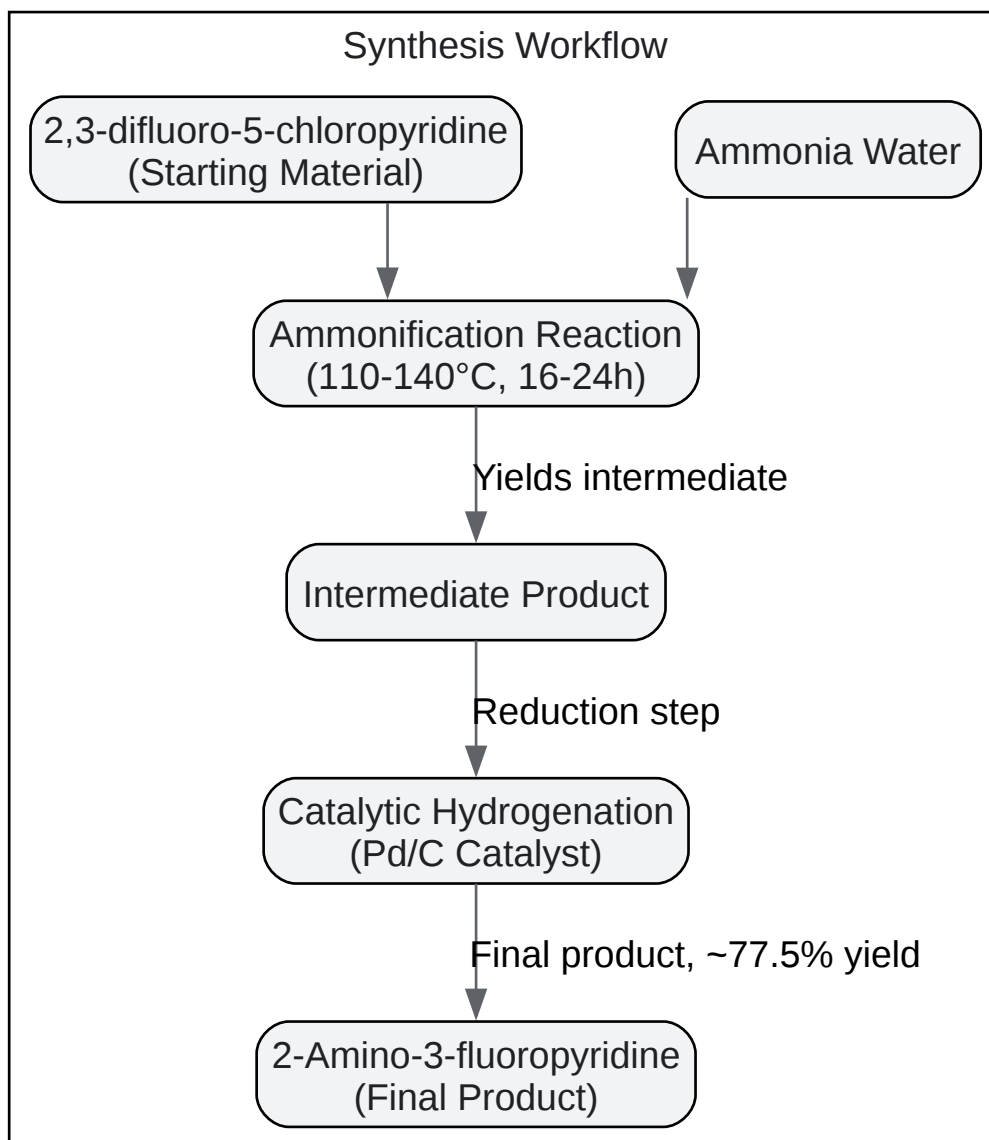 Synthesis Workflow
2,3-difluoro-5-chloropyridine
(Starting Material)
Ammonia Water
Ammonification Reaction
(110-140°C, 16-24h)
Yields intermediate
Intermediate Product
Reduction step
Catalytic Hydrogenation
(Pd/C Catalyst)
Final product, ~77.5% yield
2-Amino-3-fluoropyridine
(Final Product)